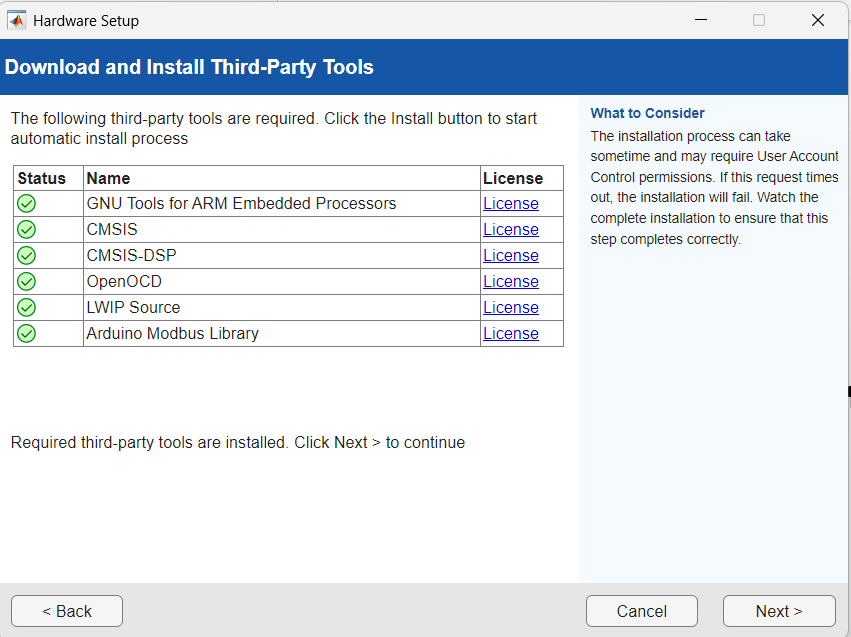 Hardware Setup
Download and Install Third-Party Tools
The following third-party tools are required. Click the Install button to start
automatic install process
Status Name License
GNU Tools for ARM Embedded Processors License
CMSIS License
CMSIS-DSP License
OpenOCD License
LWIP Source License
Arduino Modbus Library License
Required third-party tools are installed. Click Next > to continue
What to Consider
The installation process can take
sometime and may require User Account
Control permissions. If this request times
out, the installation will fail. Watch the
complete installation to ensure that this
step completes correctly.
< Back
Cancel
Next >